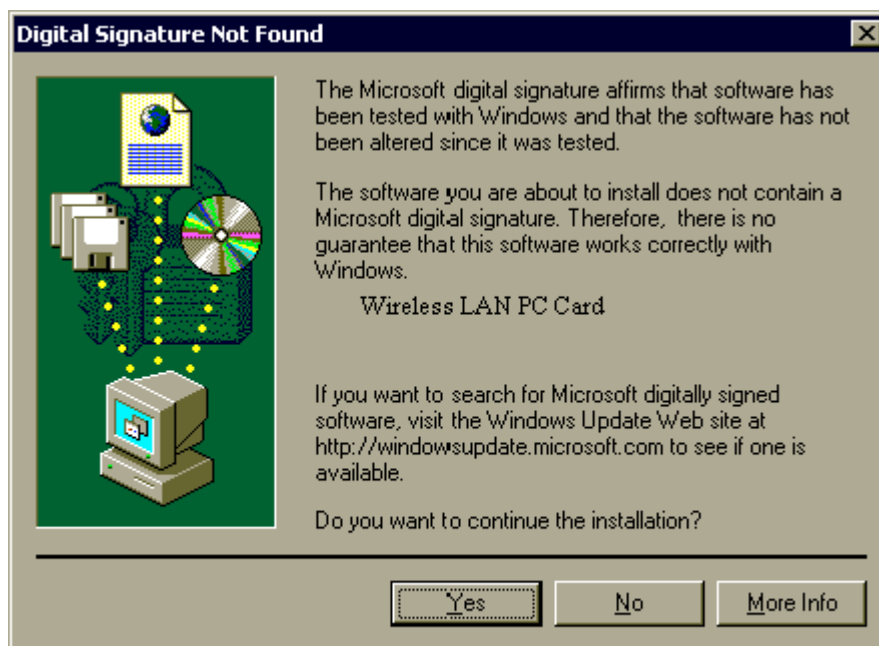 Digital Signature Not Found
The Microsoft digital signature affirms that software has
been tested with Windows and that the software has not
been altered since it was tested.
The software you are about to install does not contain a
Microsoft digital signature. Therefore,  there is no
guarantee that this software works correctly with
Windows.
Wireless LAN PC Card
If you want to search for Microsoft digitally signed
software, visit the Windows Update Web site at
http://windowsupdate.microsoft.com to see if one is
available.
Do you want to continue the installation?
Yes No More Info